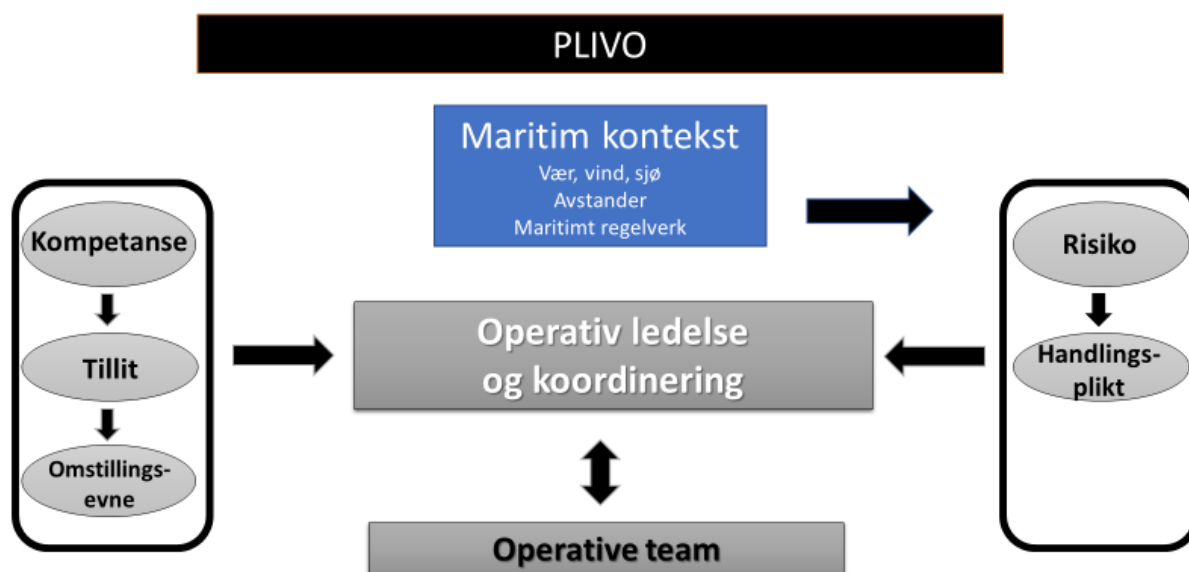 PLIVO
Maritim kontekst
Vær, vind, sjø
Avstander
Maritimt regelverk
Kompetanse
Tillit
Omstillings-
evne
Operativ ledelse
og koordinering
Operative team
Risiko
Handlings-
plikt